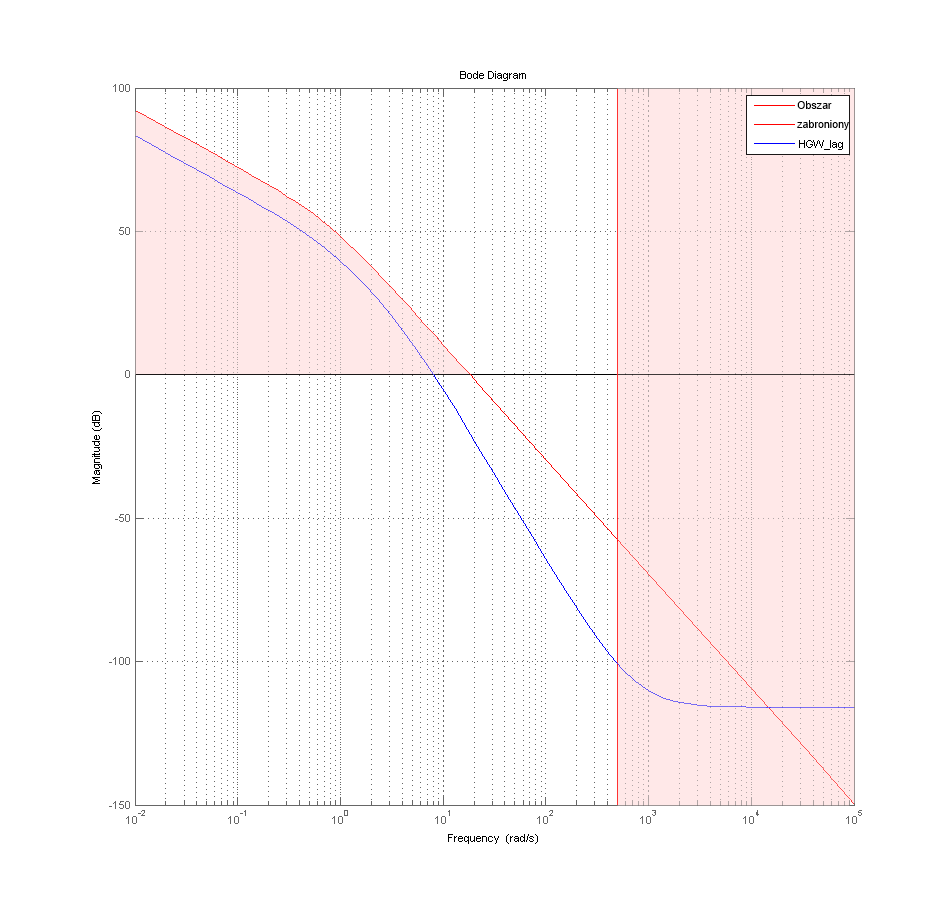 Bode Diagram
Obszar
zabroniony
HGW_lag
Magnitude (dB)
100
50
0
-50
-100
-150
10^-2
10^-1
10^0
10^1
10^2
10^3
10^4
10^5
Frequency (rad/s)